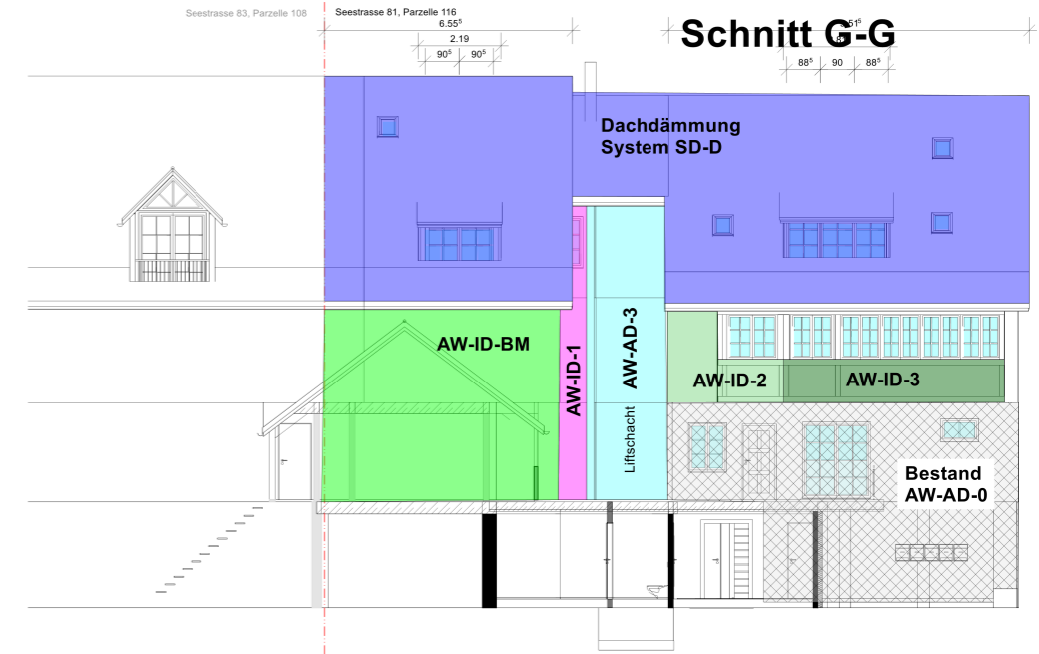 Seestrasse 83, Parzelle 108
Seestrasse 81, Parzelle 116
Schnitt G-G
6.55⁵
2.19
90⁵ 90⁵
88⁵ 90 88⁵
Dachdämmung
System SD-D
AW-ID-BM
AW-ID-1
AW-AD-3
Liftschacht
AW-ID-2
AW-ID-3
Bestand
AW-AD-0